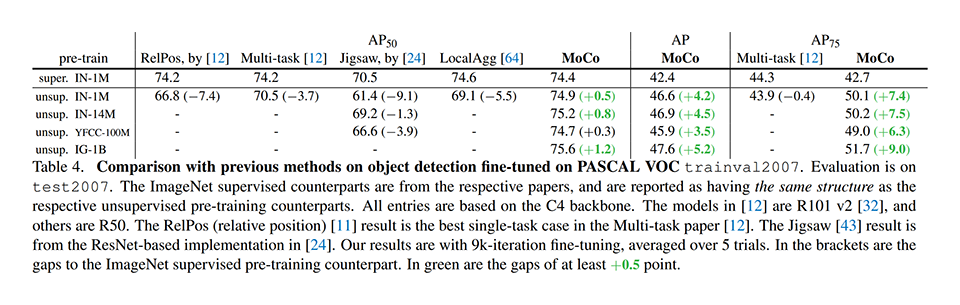 AP50 AP AP75
pre-train RelPos, by [12] Multi-task [12] Jigsaw, by [24] LocalAgg [64] MoCo MoCo Multi-task [12] MoCo
super. IN-1M 74.2 74.2 70.5 74.6 74.4 42.4 44.3 42.7
unsup. IN-1M 66.8 (−7.4) 70.5 (−3.7) 61.4 (−9.1) 69.1 (−5.5) 74.9 (+0.5) 46.6 (+4.2) 43.9 (−0.4) 50.1 (+7.4)
unsup. IN-14M - - 69.2 (−1.3) - 75.2 (+0.8) 46.9 (+4.5) - 50.2 (+7.5)
unsup. YFCC-100M - - 66.6 (−3.9) - 74.7 (+0.3) 45.9 (+3.5) - 49.0 (+6.3)
unsup. IG-1B - - - - 75.6 (+1.2) 47.6 (+5.2) - 51.7 (+9.0)
Table 4. Comparison with previous methods on object detection fine-tuned on PASCAL VOC trainval2007. Evaluation is on
test2007. The ImageNet supervised counterparts are from the respective papers, and are reported as having the same structure as the
respective unsupervised pre-training counterparts. All entries are based on the C4 backbone. The models in [12] are R101 v2 [32], and
others are R50. The RelPos (relative position) [11] result is the best single-task case in the Multi-task paper [12]. The Jigsaw [43] result is
from the ResNet-based implementation in [24]. Our results are with 9k-iteration fine-tuning, averaged over 5 trials. In the brackets are the
gaps to the ImageNet supervised pre-training counterpart. In green are the gaps of at least +0.5 point.